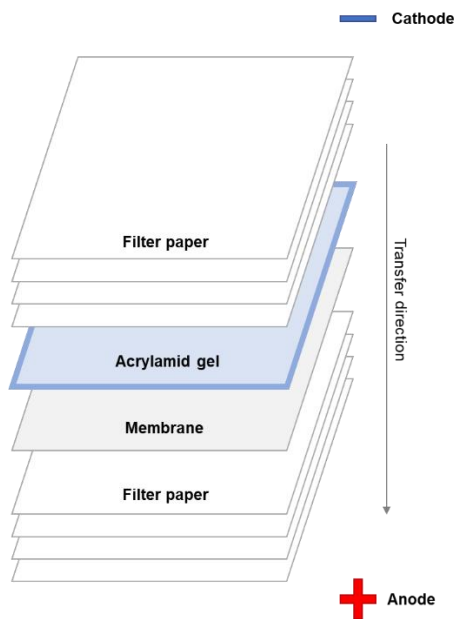 Cathode
Filter paper
Transfer direction
Acrylamid gel
Membrane
Filter paper
Anode